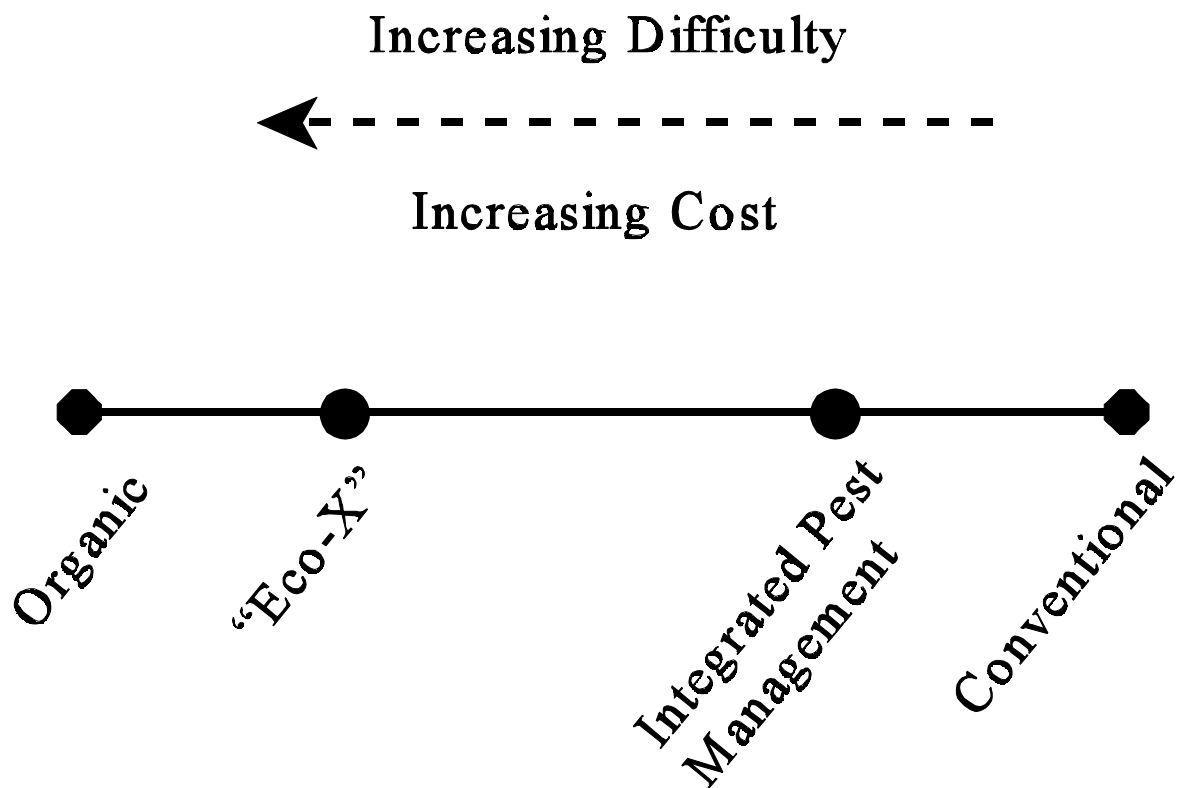 Increasing Difficulty
Increasing Cost
Organic
“Eco-X”
Integrated Pest
Management
Conventional